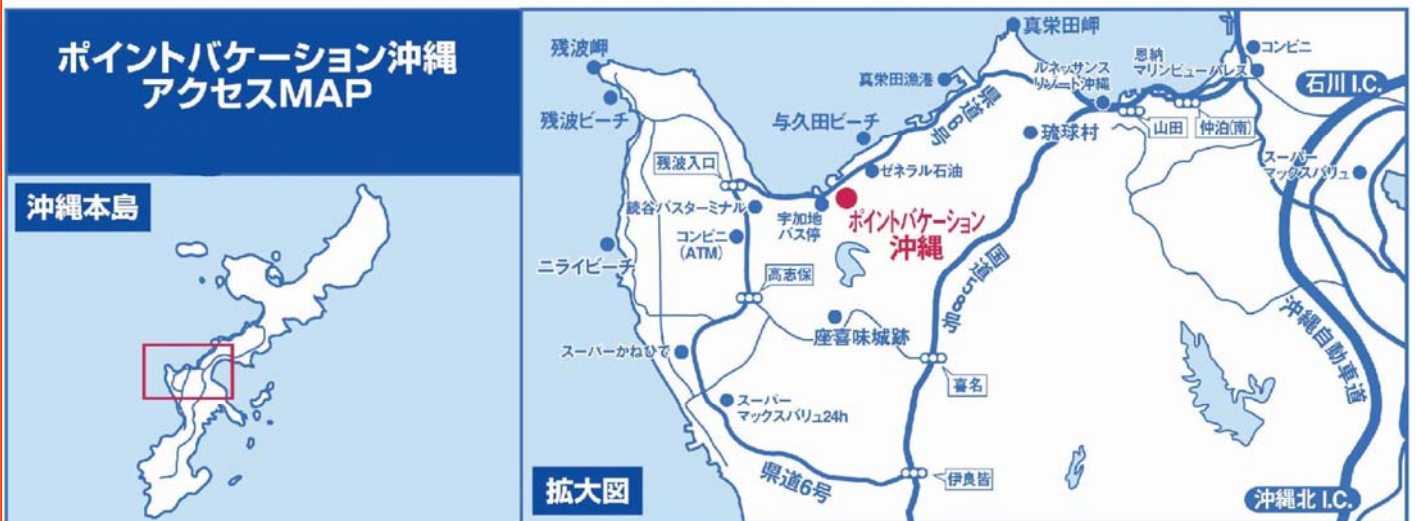 ポイントバケーション沖縄
アクセスMAP
沖縄本島
拡大図
残波岬
残波ビーチ
真栄田岬
真栄田漁港
県道6号
与久田ビーチ
ルネッサンス
リゾート沖縄
恩納
マリンビューパレス
コンビニ
石川I.C.
山田
仲泊(南)
琉球村
スーパー
マックスバリュ
残波入口
ゼネラル石油
読谷バスターミナル
宇加地
バス停
ポイントバケーション
沖縄
コンビニ
(ATM)
ニライビーチ
高志保
国道58号
座喜味城跡
沖縄自動車道
スーパーかねひで
喜名
スーパー
マックスバリュ24h
県道6号
伊良皆
沖縄北I.C.